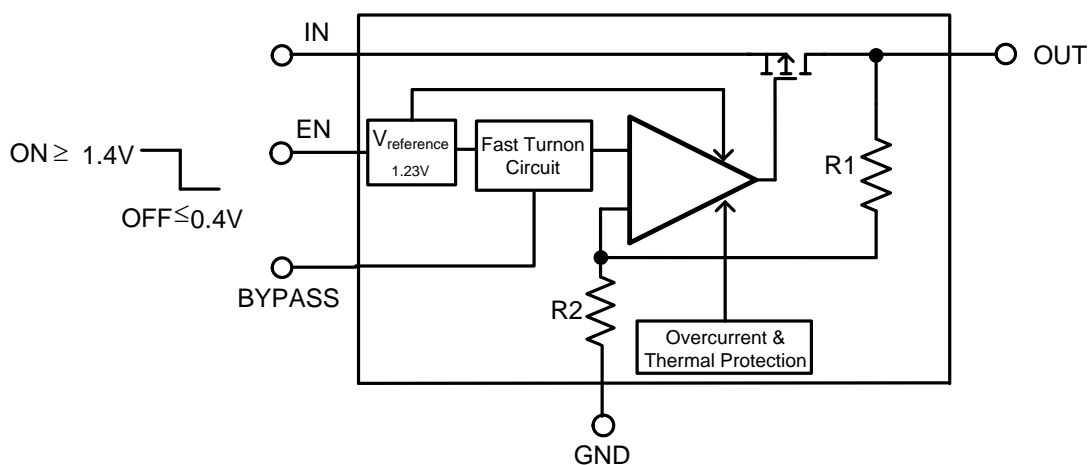 IN
OUT
EN
Vreference
1.23V
Fast Turnon
Circuit
ON≥ 1.4V
OFF≤0.4V
R1
BYPASS
R2
Overcurrent &
Thermal Protection
GND